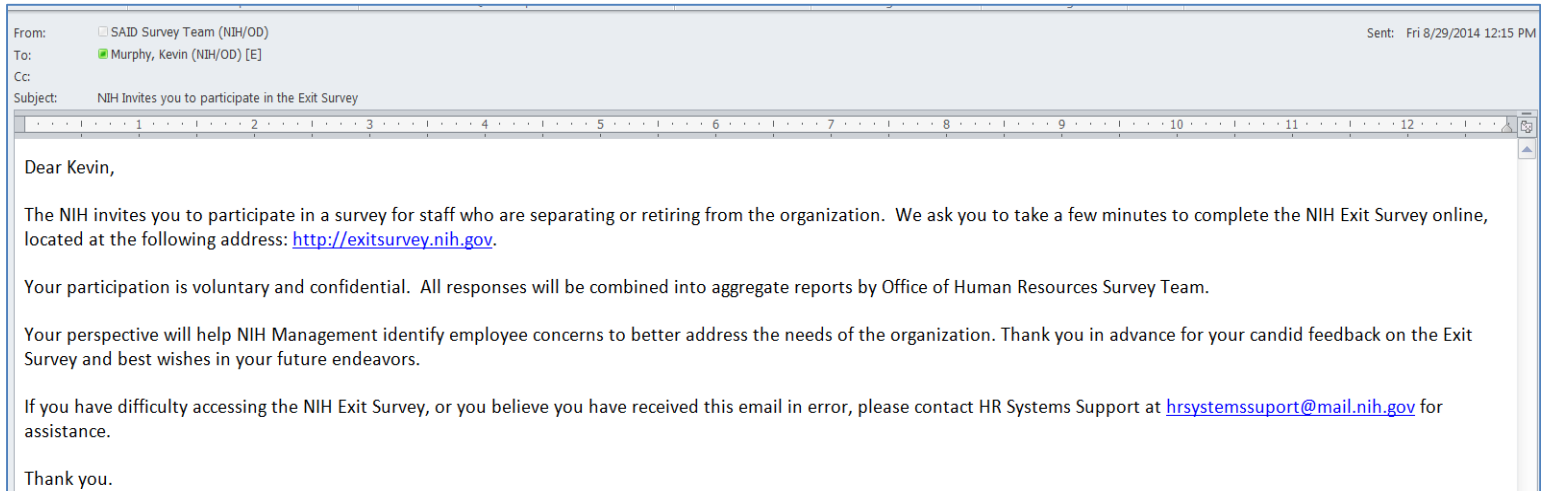 From: SAID Survey Team (NIH/OD) Sent: Fri 8/29/2014 12:15 PM
To: Murphy, Kevin (NIH/OD) [E]
Cc:
Subject: NIH Invites you to participate in the Exit Survey
1 2 3 4 5 6 7 8 9 10 11 12
Dear Kevin,
The NIH invites you to participate in a survey for staff who are separating or retiring from the organization.  We ask you to take a few minutes to complete the NIH Exit Survey online,
located at the following address: http://exitsurvey.nih.gov.
Your participation is voluntary and confidential.  All responses will be combined into aggregate reports by Office of Human Resources Survey Team.
Your perspective will help NIH Management identify employee concerns to better address the needs of the organization. Thank you in advance for your candid feedback on the Exit
Survey and best wishes in your future endeavors.
If you have difficulty accessing the NIH Exit Survey, or you believe you have received this email in error, please contact HR Systems Support at hrsystemssuport@mail.nih.gov for
assistance.
Thank you.